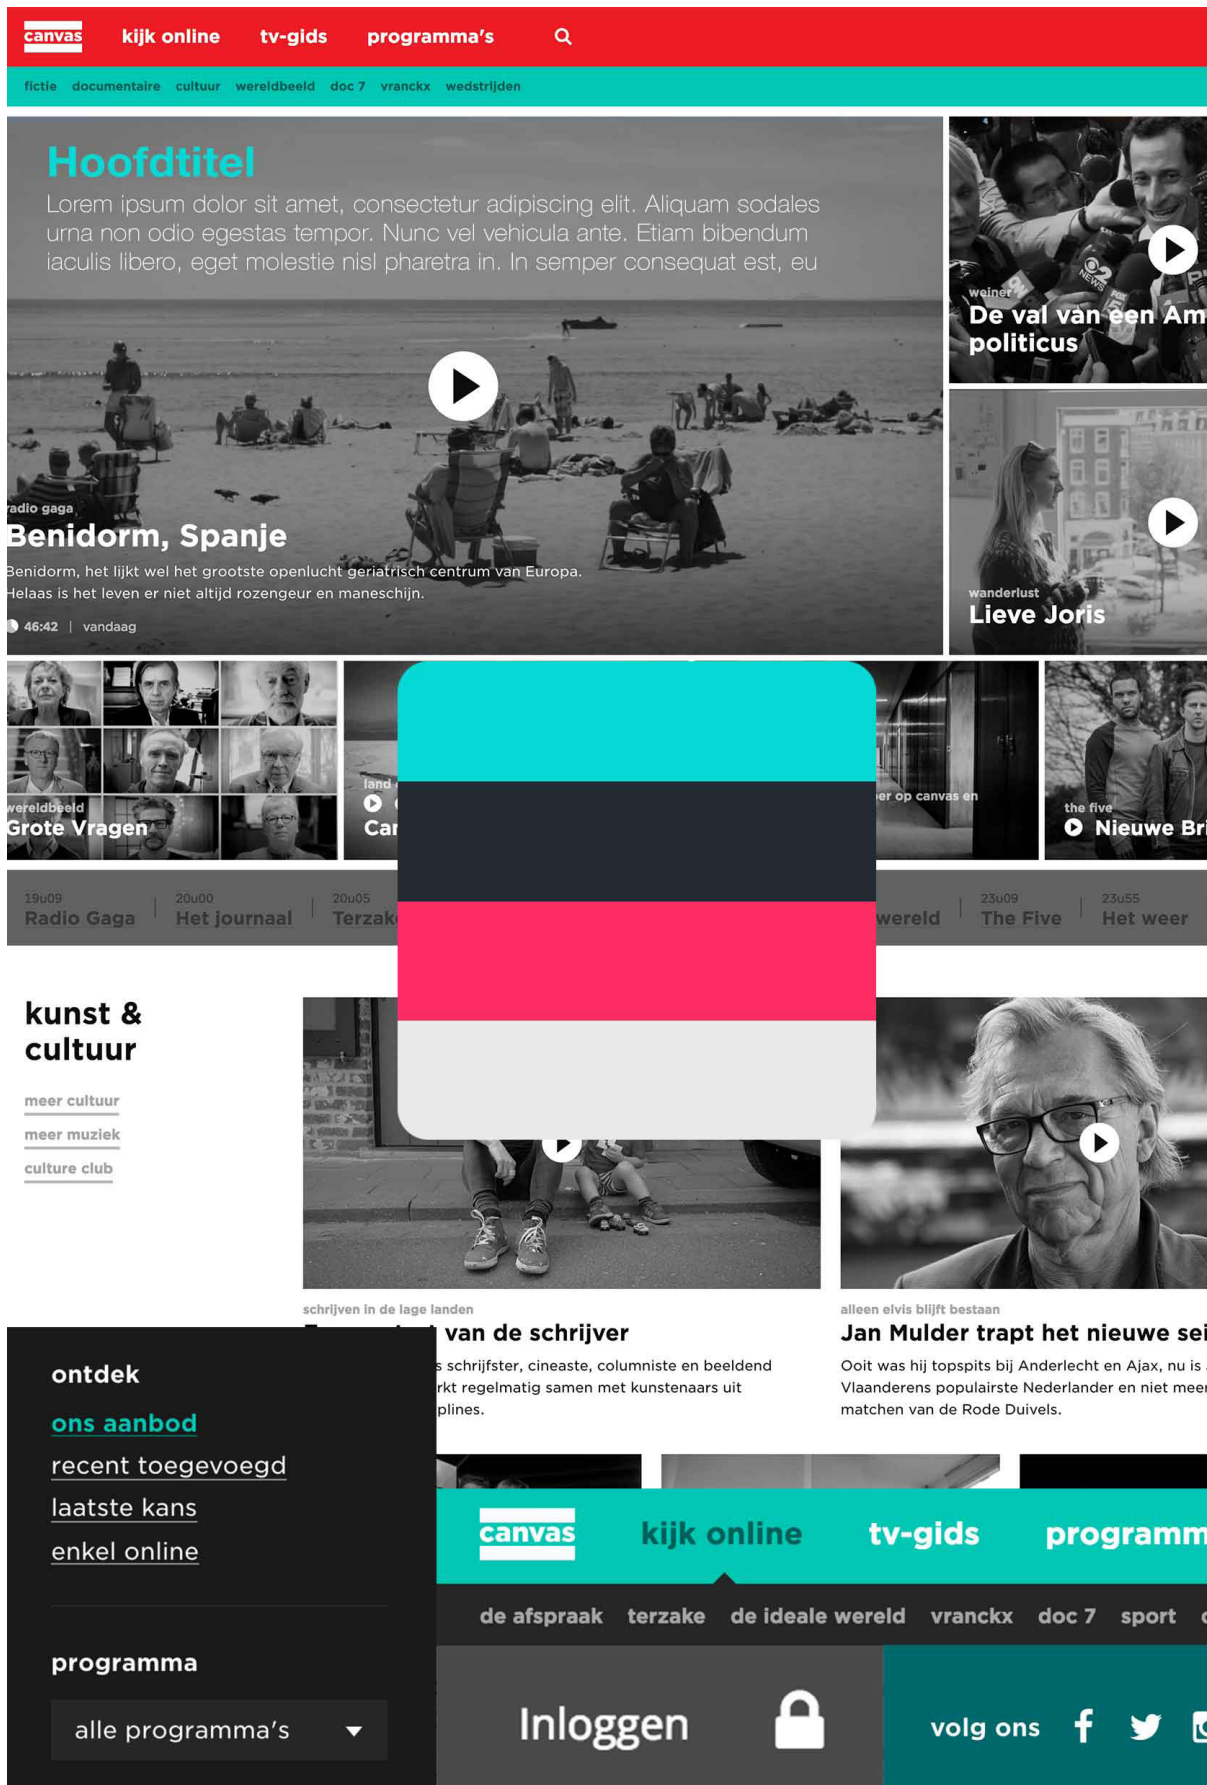 canvas kijk online tv-gids programma's
fictie documentaire cultuur wereldbeeld doc 7 vranckx wedstrijden
Hoofdtitel
Lorem ipsum dolor sit amet, consectetur adipiscing elit. Aliquam sodales
urna non odio egestas tempor. Nunc vel vehicula ante. Etiam bibendum
iaculis libero, eget molestie nisl pharetra in. In semper consequat est, eu
radio gaga
Benidorm, Spanje
Benidorm, het lijkt wel het grootste openlucht geriatrisch centrum van Europa.
Helaas is het leven er niet altijd rozengeur en maneschijn.
46:42 | vandaag
2
NEWS
FOX
weiner
De val van een Am
politicus
wanderlust
Lieve Joris
wereldbeeld
Grote Vragen
land
Car
er op canvas en
the five
Nieuwe Bri
19u09 20u00 20u05 23u09 23u55
Radio Gaga Het journaal Terzak wereld The Five Het weer
kunst &
cultuur
meer cultuur
meer muziek
culture club
schrijven in de lage landen
van de schrijver
s schrijfster, cineaste, columniste en beeldend
rkt regelmatig samen met kunstenaars uit
plines.
alleen elvis blijft bestaan
Jan Mulder trapt het nieuwe sei
Ooit was hij topspits bij Anderlecht en Ajax, nu is
Vlaanderens populairste Nederlander en niet meer
matchen van de Rode Duivels.
ontdek
ons aanbod
recent toegevoegd
laatste kans
enkel online
programma
alle programma's
canvas kijk online tv-gids programm
de afspraak terzake de ideale wereld vranckx doc 7 sport
Inloggen
volg ons